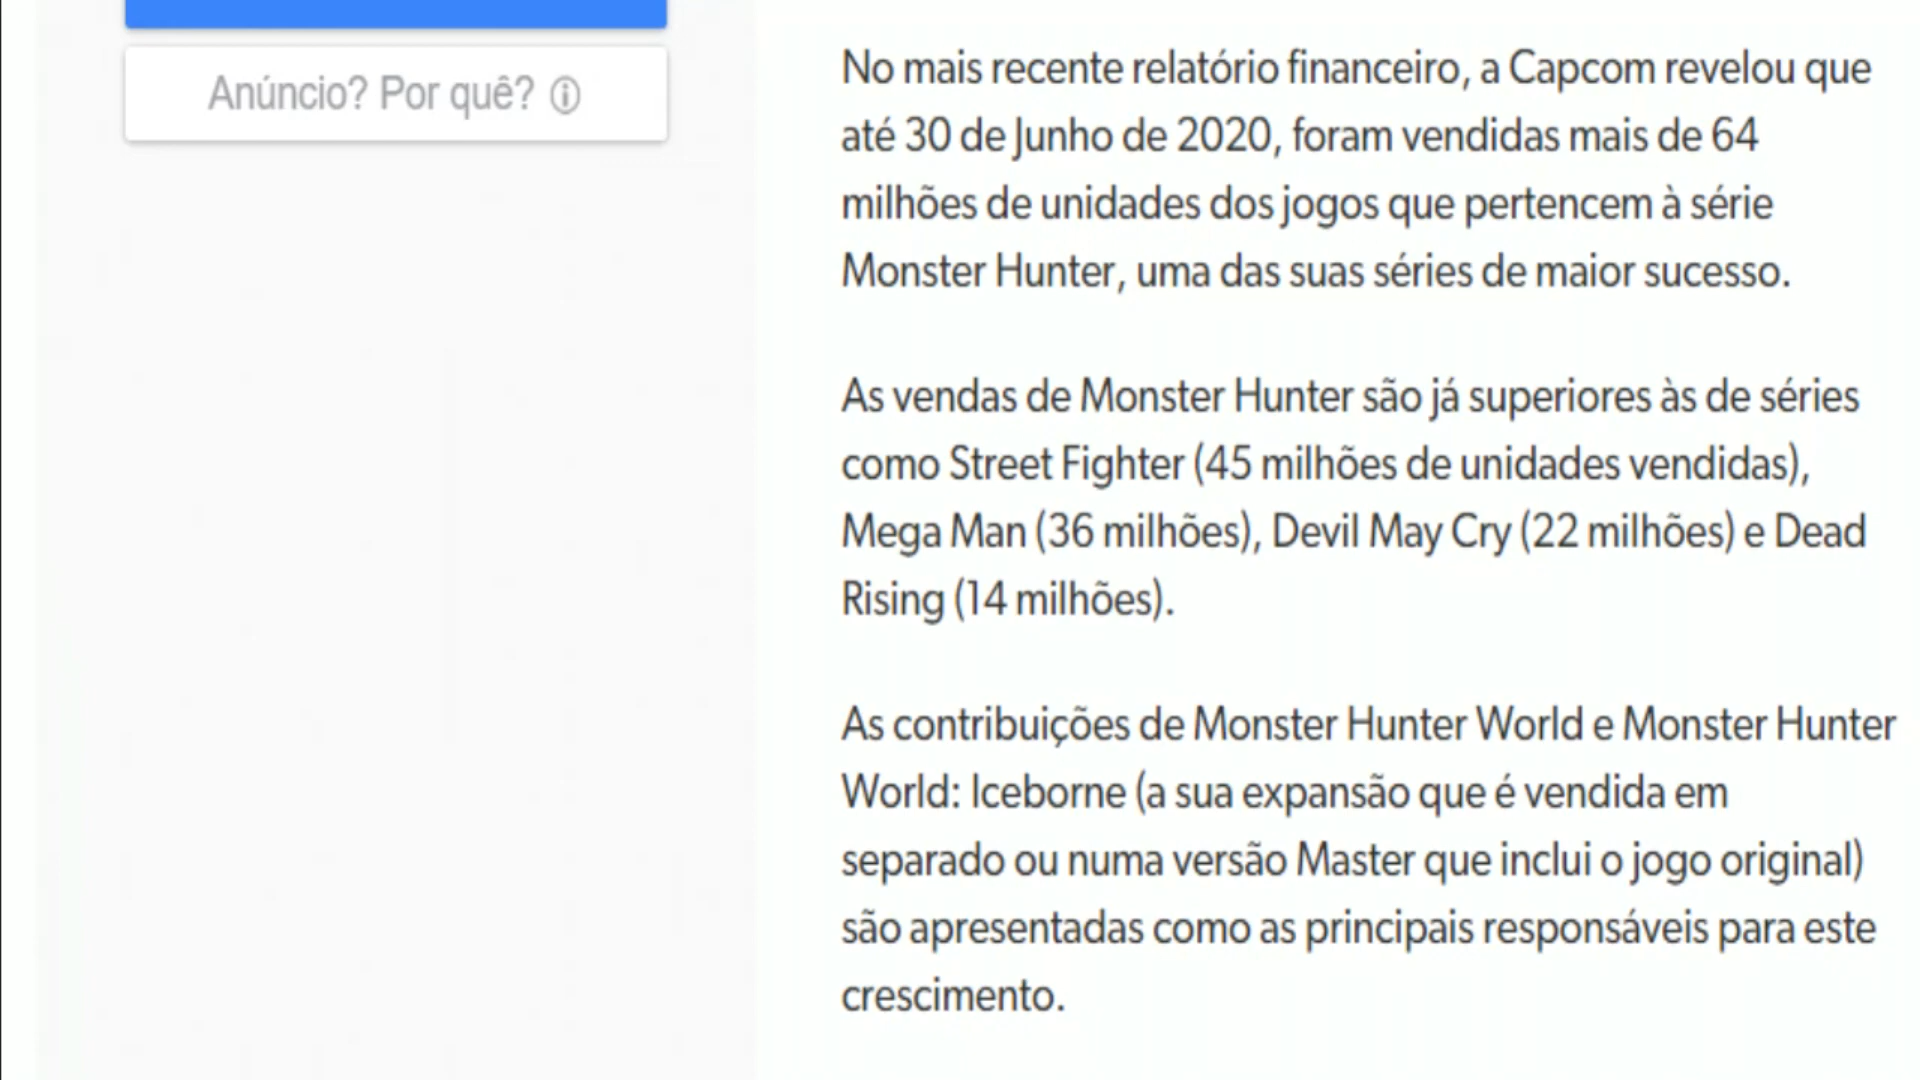 Anúncio? Por quê?
No mais recente relatório financeiro, a Capcom revelou que
até 30 de Junho de 2020, foram vendidas mais de 64
milhões de unidades dos jogos que pertencem à série
Monster Hunter, uma das suas séries de maior sucesso.
As vendas de Monster Hunter são já superiores às de séries
como Street Fighter (45 milhões de unidades vendidas),
Mega Man (36 milhões), Devil May Cry (22 milhões) e Dead
Rising (14 milhões).
As contribuições de Monster Hunter World e Monster Hunter
World: Iceborne (a sua expansão que é vendida em
separado ou numa versão Master que inclui o jogo original)
são apresentadas como as principais responsáveis para este
crescimento.